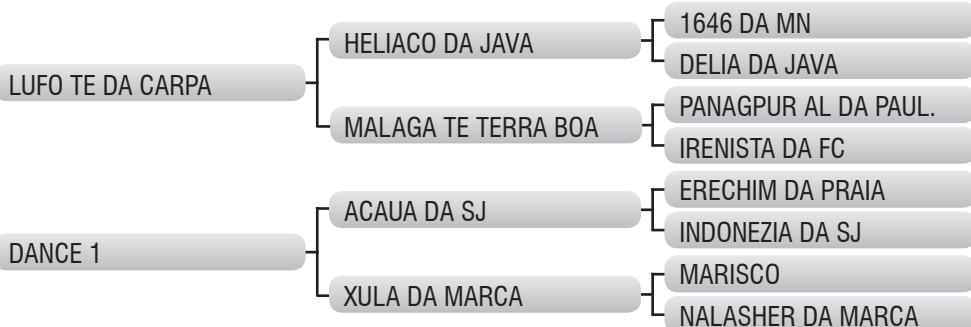 LUFO TE DA CARPA
HELIACO DA JAVA
1646 DA MN
DELIA DA JAVA
MALAGA TE TERRA BOA
PANAGPUR AL DA PAUL.
IRENISTA DA FC
DANCE 1
ACAUA DA SJ
ERECHIM DA PRAIA
INDONEZIA DA SJ
XULA DA MARCA
MARISCO
NALASHER DA MARCA